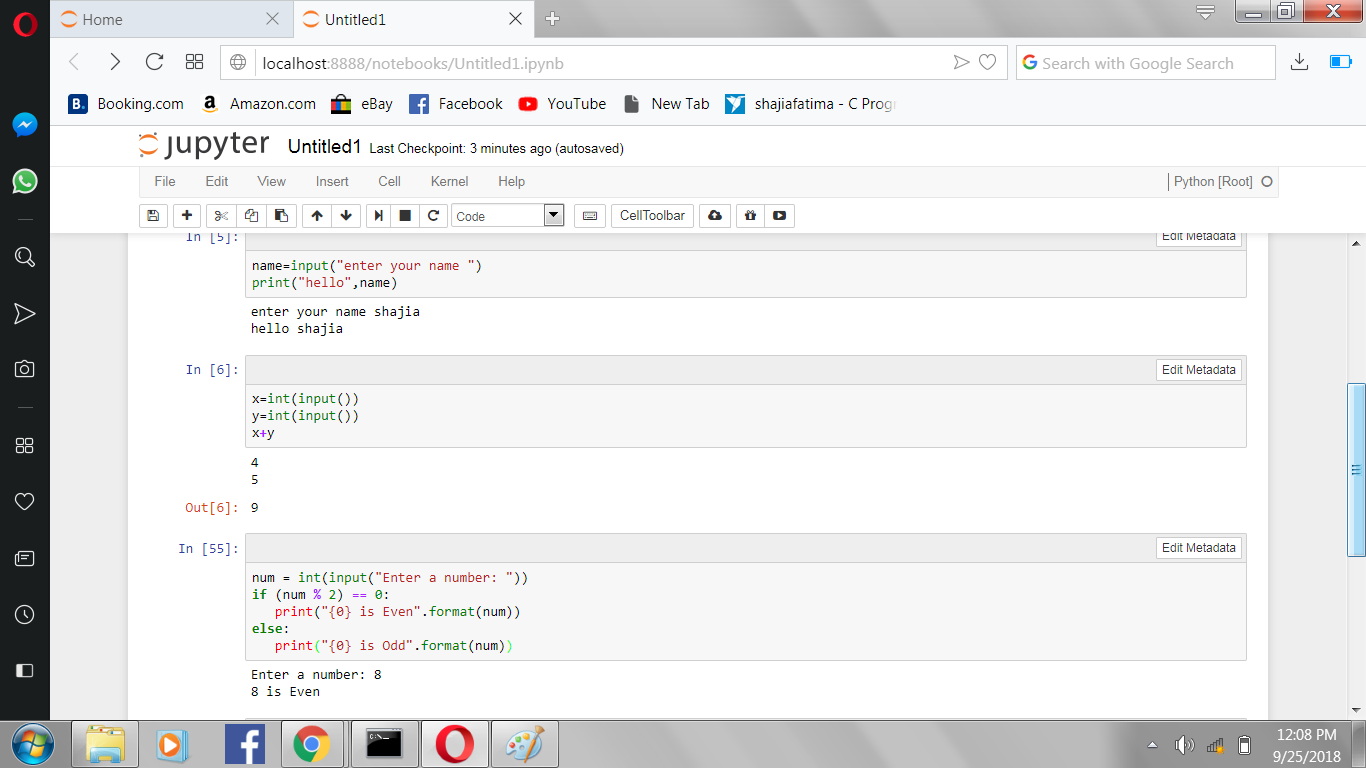 Home
Untitled1
localhost:8888/notebooks/Untitled1.ipynb
Search with Google Search
B. Booking.com
a Amazon.com
eBay
Facebook
YouTube
New Tab
shajiafatima - C Prog
jupyter Untitled1 Last Checkpoint: 3 minutes ago (autosaved)
File Edit View Insert Cell Kernel Help
Python [Root]
Code
CellToolbar
In [5]:
Edit Metadata
name=input("enter your name ")
print("hello",name)
enter your name shajia
hello shajia
In [6]:
Edit Metadata
x=int(input())
y=int(input())
x+y
4
5
Out[6]: 9
In [55]:
Edit Metadata
num = int(input("Enter a number: "))
if (num % 2) == 0:
print("{0} is Even".format(num))
else:
print("{0} is Odd".format(num))
Enter a number: 8
8 is Even
12:08 PM
9/25/2018